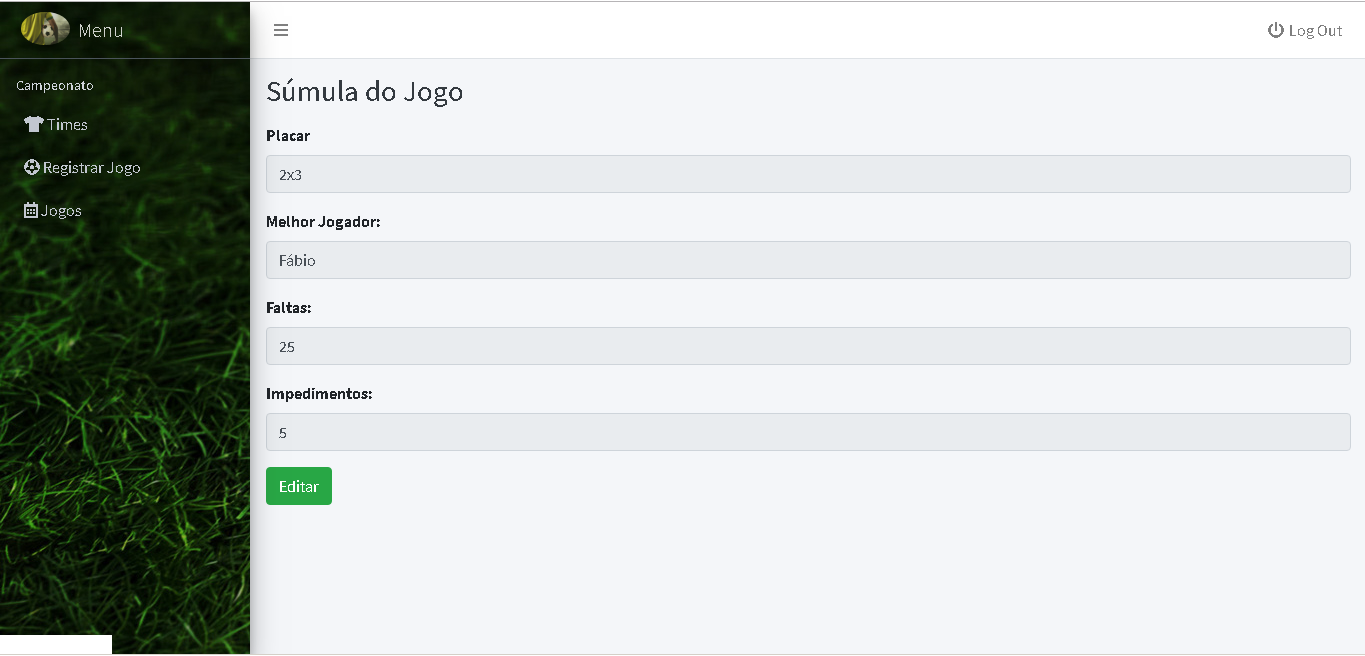 Menu
Log Out
Campeonato
Times
Registrar Jogo
Jogos
Súmula do Jogo
Placar
2x3
Melhor Jogador:
Fábio
Faltas:
25
Impedimentos:
5
Editar